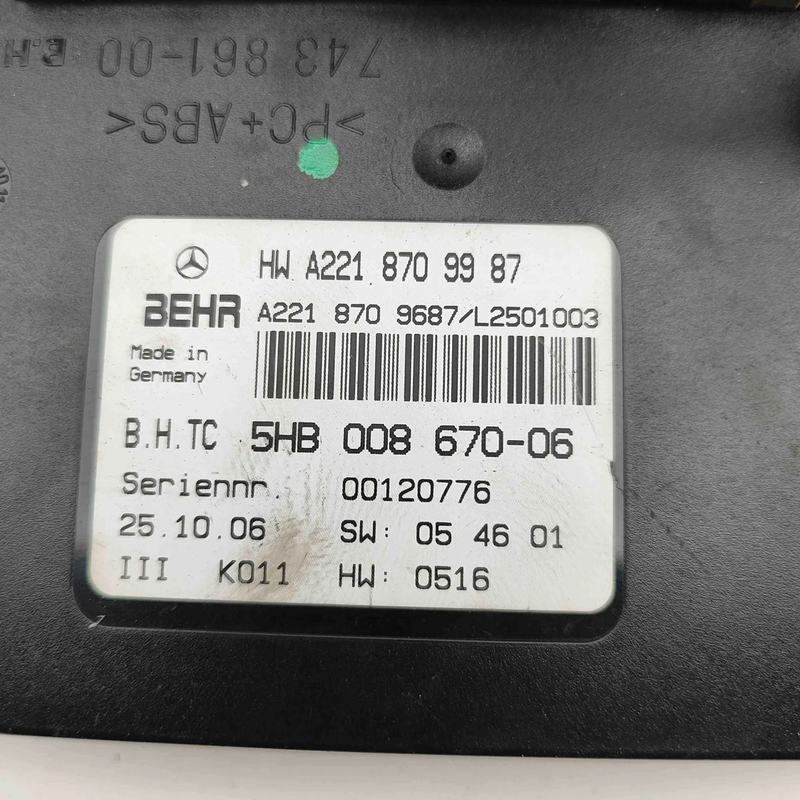 743 861-00 B.H
>PC+ABS<
HW A221 870 99 87
BEHR A221 870 9687/L2501003
Made in
Germany
B.H.TC 5HB 008 670-06
Seriennr. 00120776
25.10.06 SW: 05 46 01
III K011 HW: 0516